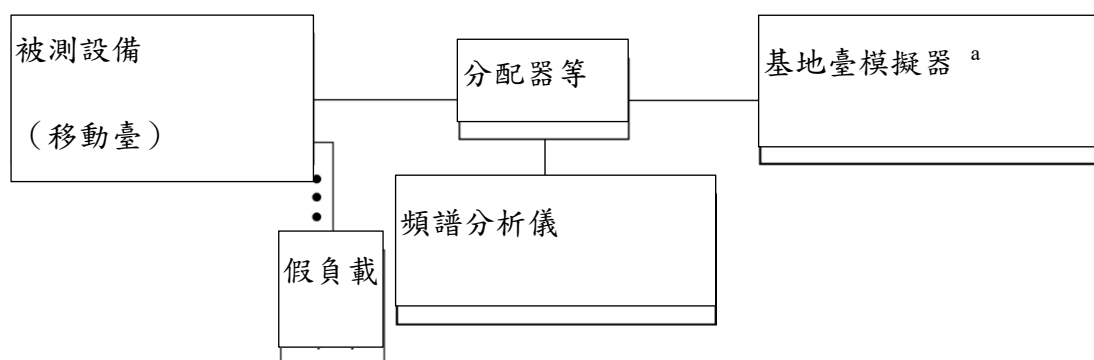 被測設備
（移動臺）
分配器等
基地臺模擬器 a
頻譜分析儀
假負載